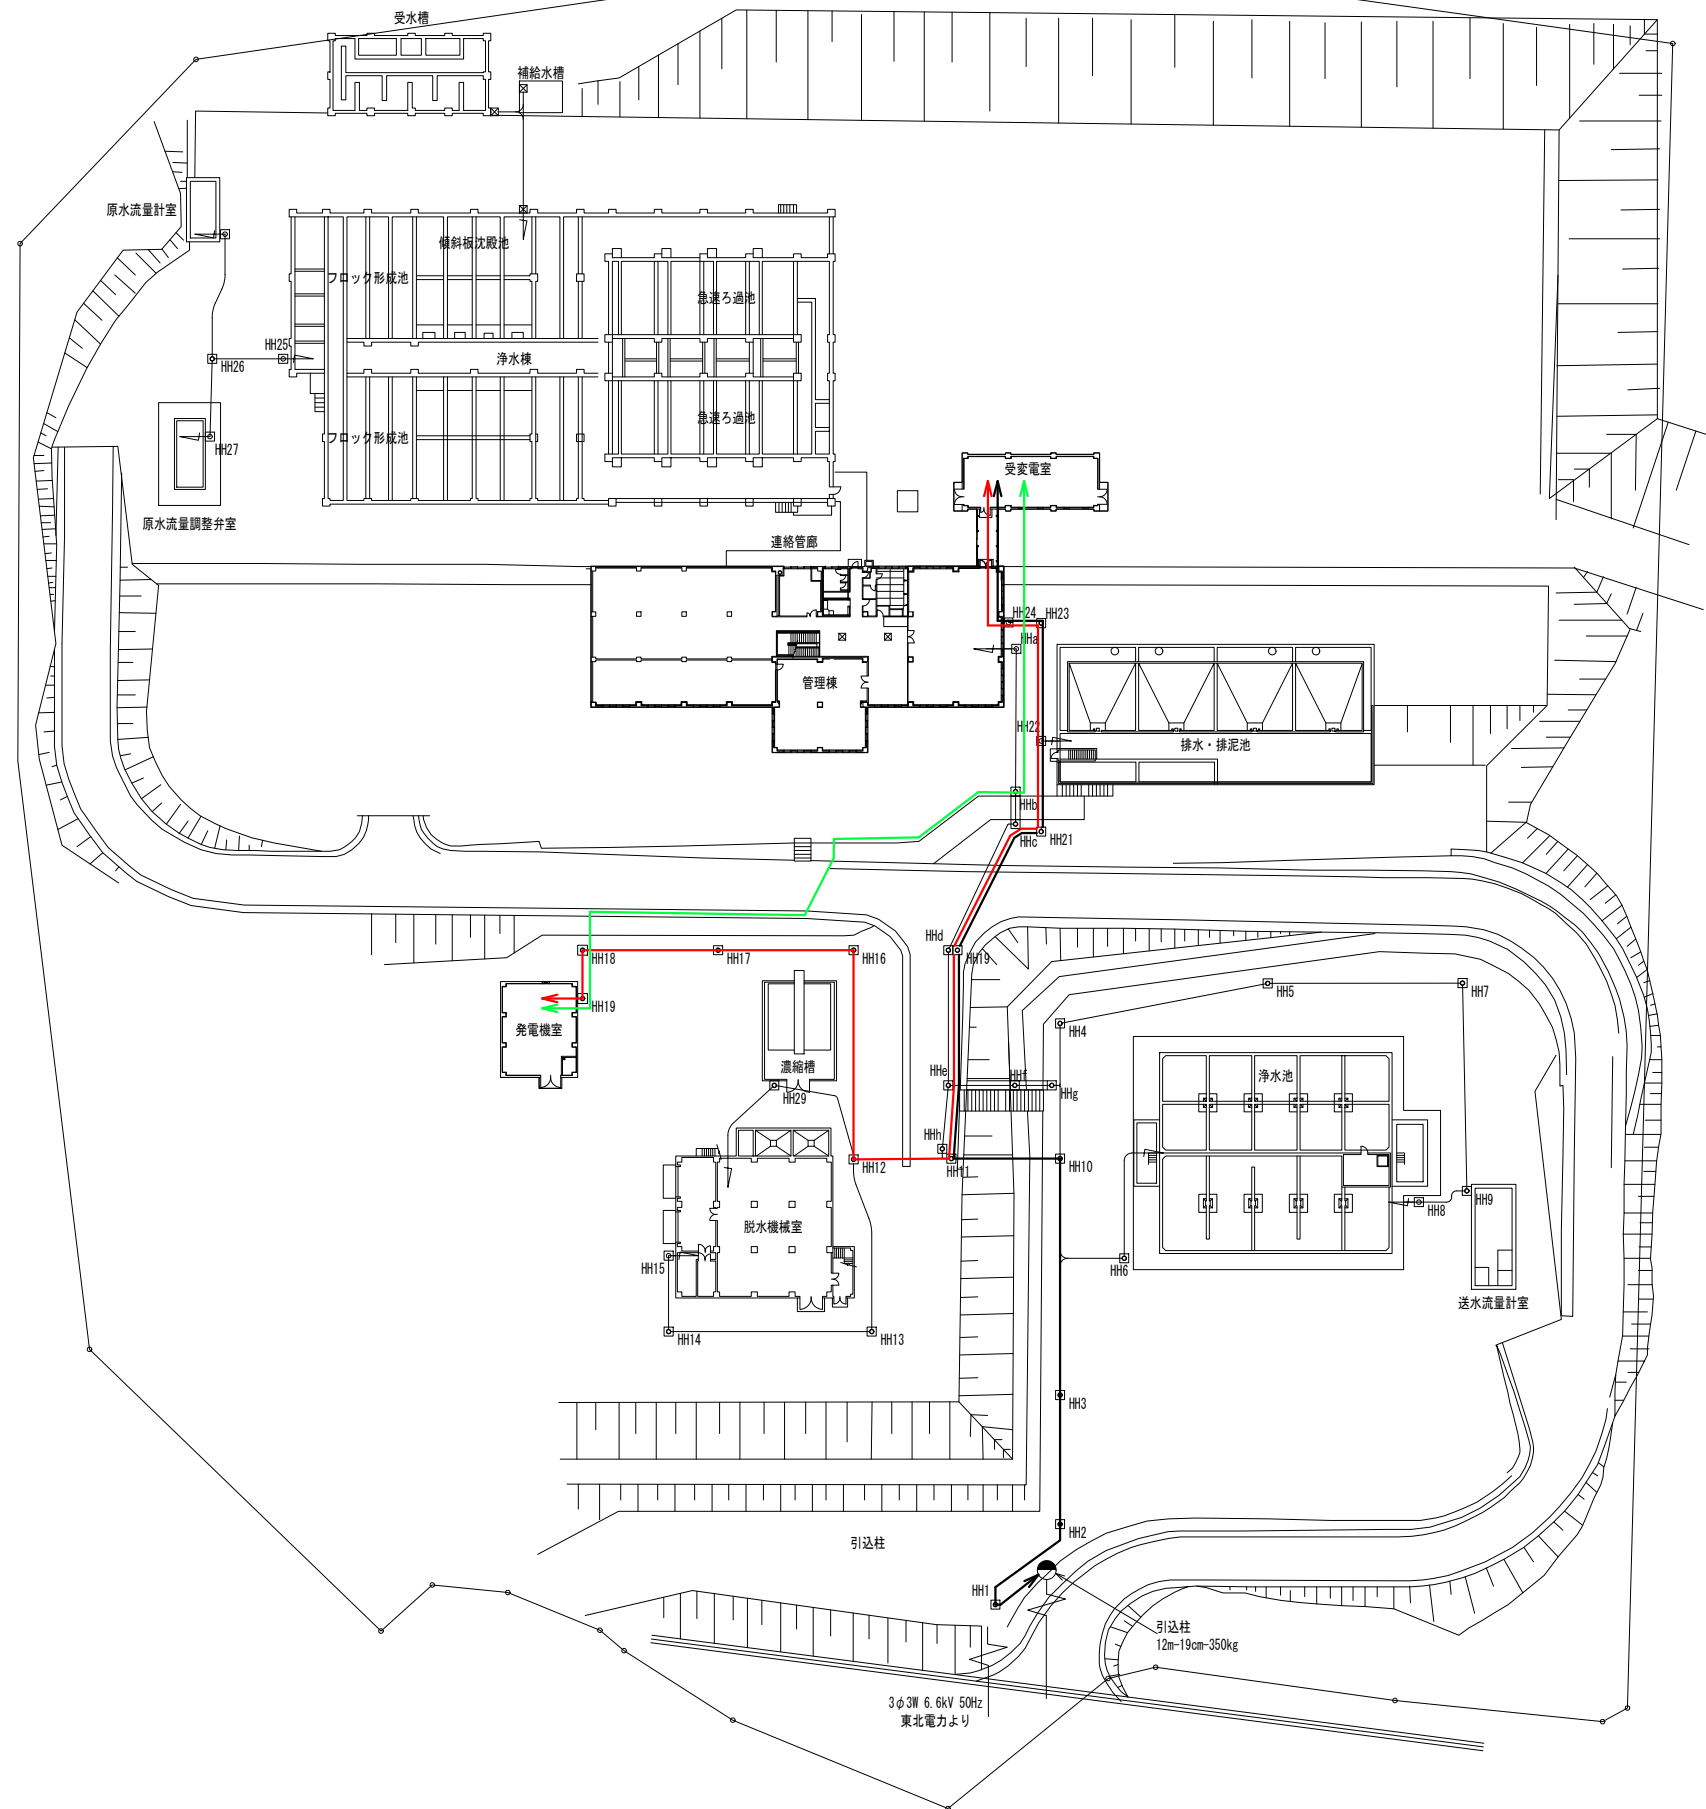 受水槽
補給水槽
原水流量計室
傾斜板沈殿池
フロック形成池
急速ろ過池
HH25
浄水棟
HH26
急速ろ過池
フロック形成池
HH27
受変電室
原水流量調整弁室
連絡管廊
HH24
HH23
HHa
管理棟
HH22
排水・排泥池
HHb
HHc
HH21
HHd
HH18
HH17
HH16
HH19
HH5
HH7
HH19
発電機室
HH4
濃縮槽
浄水池
HHe
HHf
HHg
HH29
HHh
HH12
HH11
HH10
HH9
HH8
脱水機械室
HH15
HH6
送水流量計室
HH14
HH13
HH3
HH2
引込柱
HH1
引込柱
12m-19cm-350kg
3φ3W 6.6kV 50Hz
東北電力より